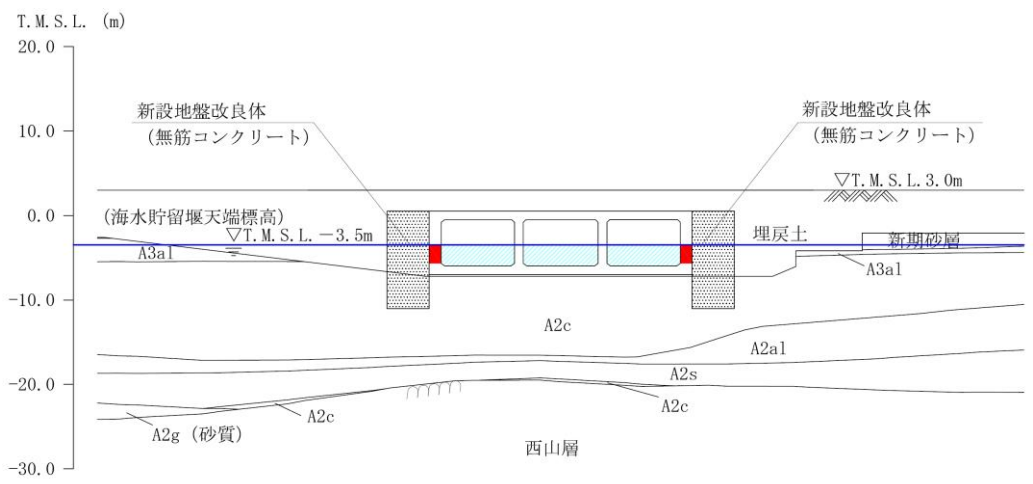 T.M.S.L. (m)
20.0
10.0
新設地盤改良体
(無筋コンクリート)
新設地盤改良体
(無筋コンクリート)
▽T.M.S.L.3.0m
0.0
(海水貯留堰天端標高)
▽T.M.S.L.－3.5m
埋戻土
新期砂層
A3a1
A3a1
-10.0
A2c
A2a1
A2s
-20.0
A2c
A2c
A2g (砂質)
西山層
-30.0